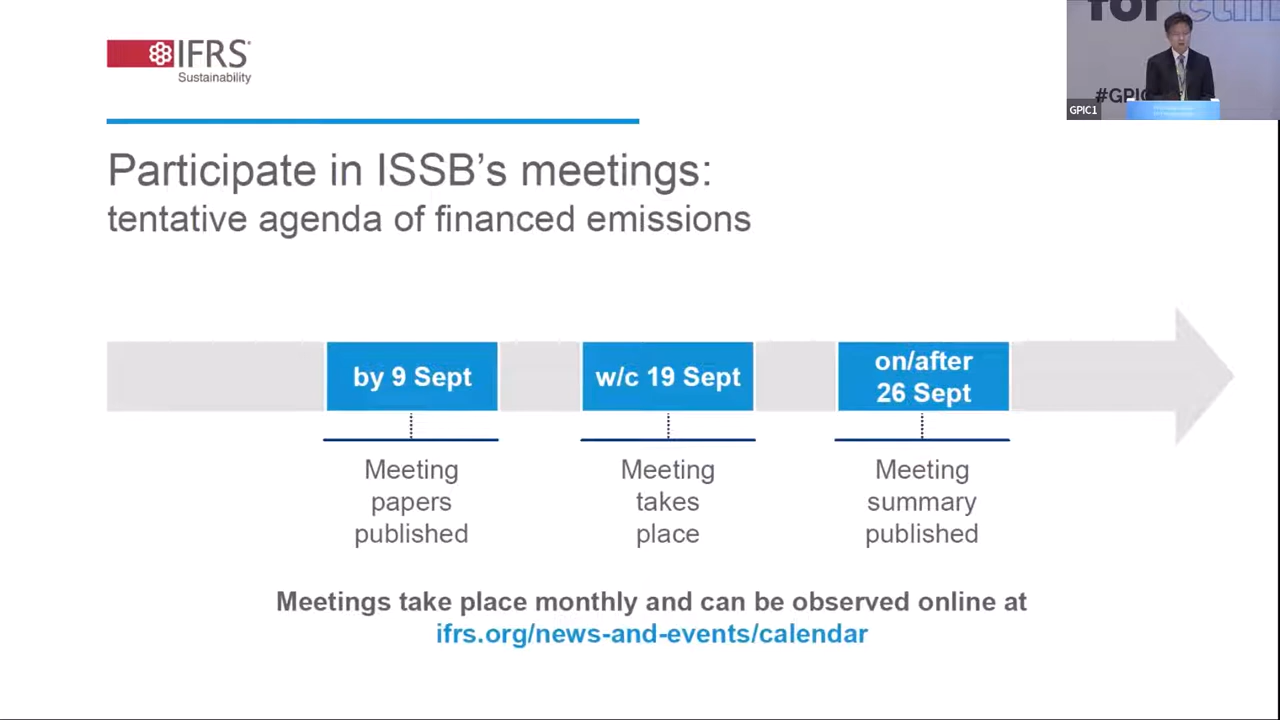 IFRS
Sustainability
for
#GPIC
GPIC1
Participate in ISSB's meetings:
tentative agenda of financed emissions
by 9 Sept
w/c 19 Sept
on/after
26 Sept
Meeting
papers
published
Meeting
takes
place
Meeting
summary
published
Meetings take place monthly and can be observed online at
ifrs.org/news-and-events/calendar